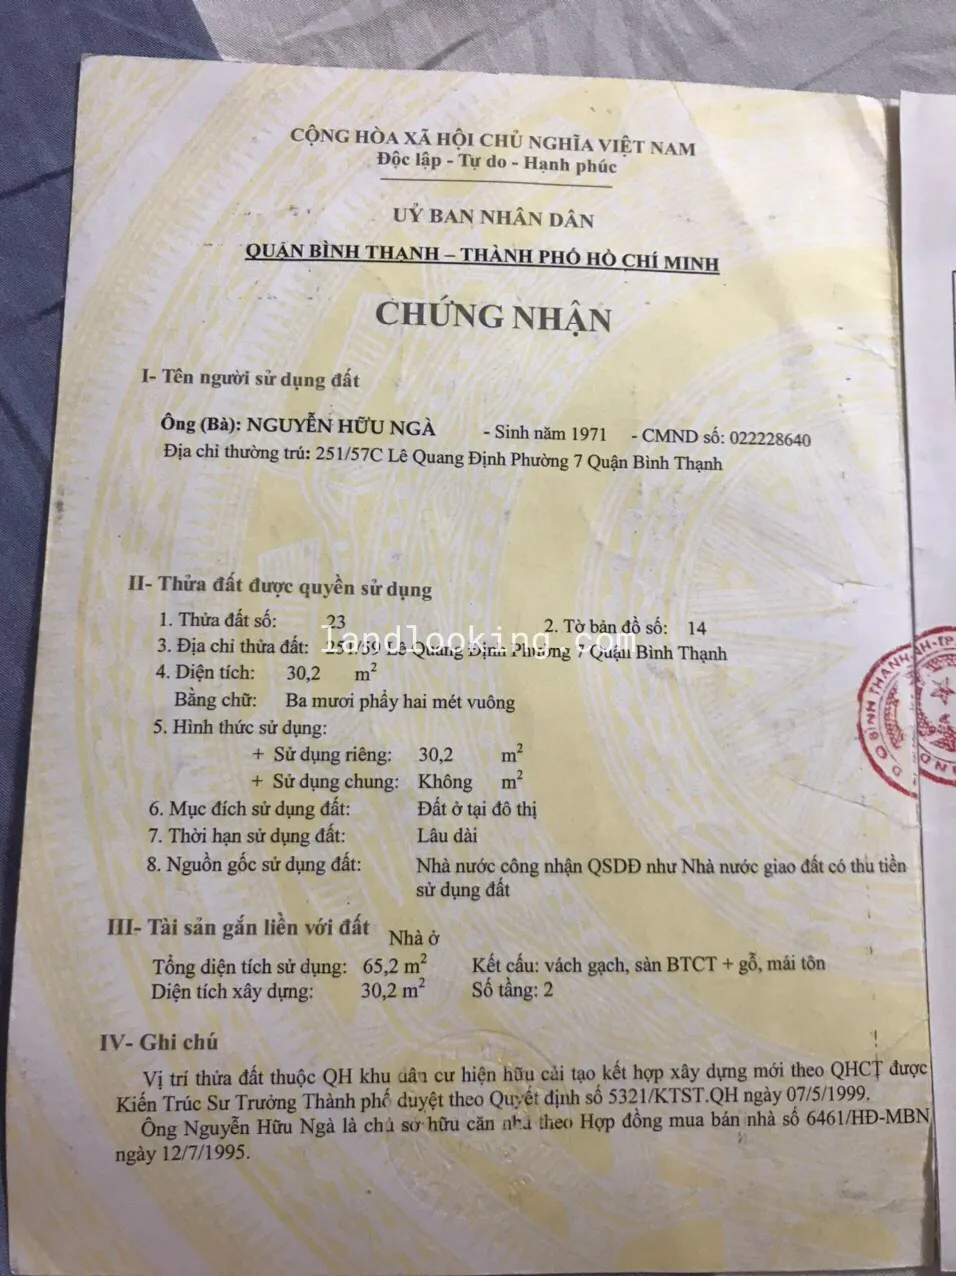 CỘNG HÒA XÃ HỘI CHỦ NGHĨA VIỆT NAM
Độc lập - Tự do - Hạnh phúc
UỶ BAN NHÂN DÂN
QUẬN BÌNH THẠNH – THÀNH PHỐ HỒ CHÍ MINH
CHỨNG NHẬN
I- Tên người sử dụng đất
Ông (Bà): NGUYỄN HỮU NGÀ - Sinh năm 1971 - CMND số: 022228640
Địa chỉ thường trú: 251/57C Lê Quang Định Phường 7 Quận Bình Thạnh
II- Thửa đất được quyền sử dụng
1. Thửa đất số: 23 2. Tờ bản đồ số: 14
landlooking.com
3. Địa chỉ thửa đất: 251/59 Lê Quang Định Phường 7 Quận Bình Thạnh
4. Diện tích: 30,2 m²
Bằng chữ: Ba mươi phẩy hai mét vuông
5. Hình thức sử dụng:
+ Sử dụng riêng: 30,2 m²
+ Sử dụng chung: Không m²
6. Mục đích sử dụng đất: Đất ở tại đô thị
7. Thời hạn sử dụng đất: Lâu dài
8. Nguồn gốc sử dụng đất: Nhà nước công nhận QSDĐ như Nhà nước giao đất có thu tiền
sử dụng đất
III- Tài sản gắn liền với đất
Nhà ở
Tổng diện tích sử dụng: 65,2 m² Kết cấu: vách gạch, sàn BTCT + gỗ, mái tôn
Diện tích xây dựng: 30,2 m² Số tầng: 2
IV- Ghi chú
Vị trí thửa đất thuộc QH khu dân cư hiện hữu cải tạo kết hợp xây dựng mới theo QHCT được
Kiến Trúc Sư Trưởng Thành phố duyệt theo Quyết định số 5321/KTST.QH ngày 07/5/1999.
Ông Nguyễn Hữu Ngà là chủ sở hữu căn nhà theo Hợp đồng mua bán nhà số 6461/HĐ-MBN
ngày 12/7/1995.